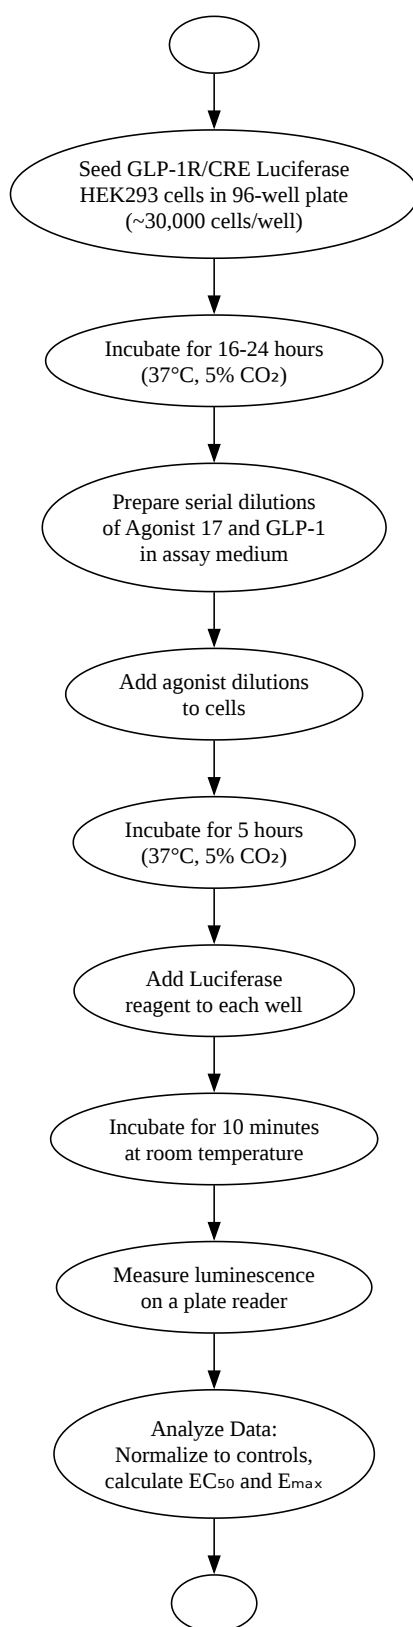 Seed GLP-1R/CRE Luciferase
HEK293 cells in 96-well plate
(~30,000 cells/well)
Incubate for 16-24 hours
(37°C, 5% CO₂)
Prepare serial dilutions
of Agonist 17 and GLP-1
in assay medium
Add agonist dilutions
to cells
Incubate for 5 hours
(37°C, 5% CO₂)
Add Luciferase
reagent to each well
Incubate for 10 minutes
at room temperature
Measure luminescence
on a plate reader
Analyze Data:
Normalize to controls,
calculate EC₅₀ and Eₘₐₓ